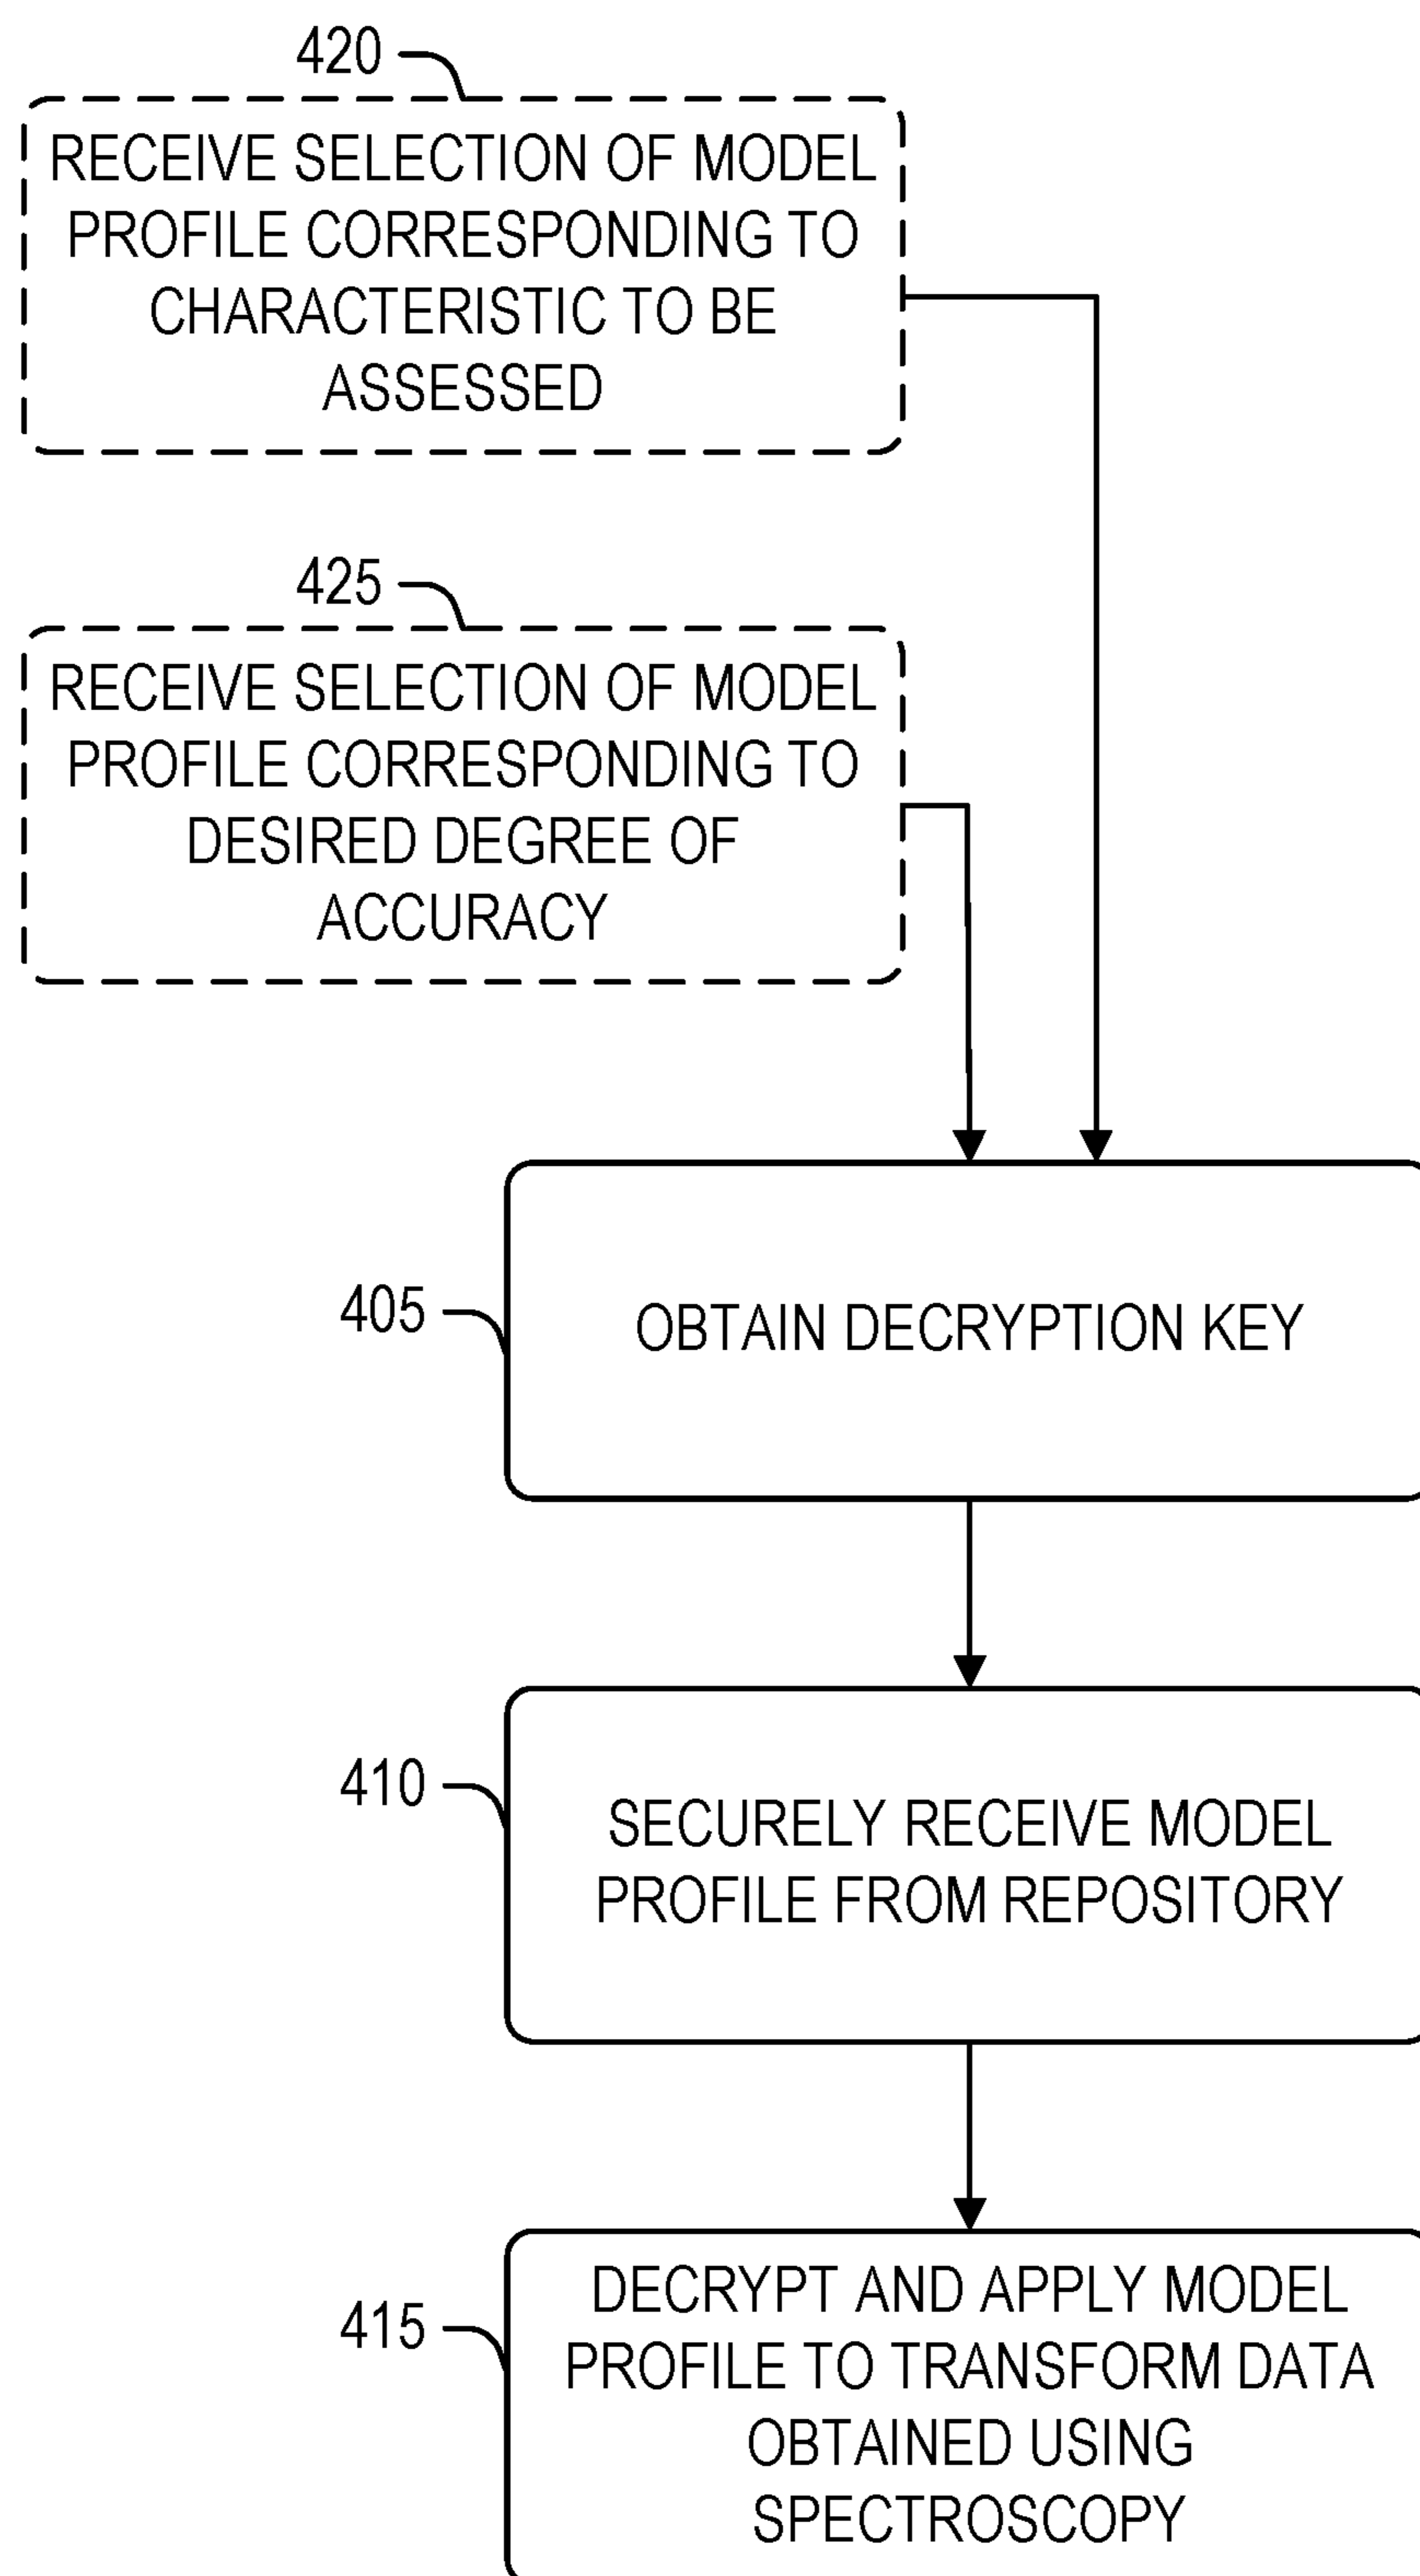 420
RECEIVE SELECTION OF MODEL
PROFILE CORRESPONDING TO
CHARACTERISTIC TO BE
ASSESSED
425
RECEIVE SELECTION OF MODEL
PROFILE CORRESPONDING TO
DESIRED DEGREE OF
ACCURACY
405
OBTAIN DECRYPTION KEY
410
SECURELY RECEIVE MODEL
PROFILE FROM REPOSITORY
415
DECRYPT AND APPLY MODEL
PROFILE TO TRANSFORM DATA
OBTAINED USING
SPECTROSCOPY